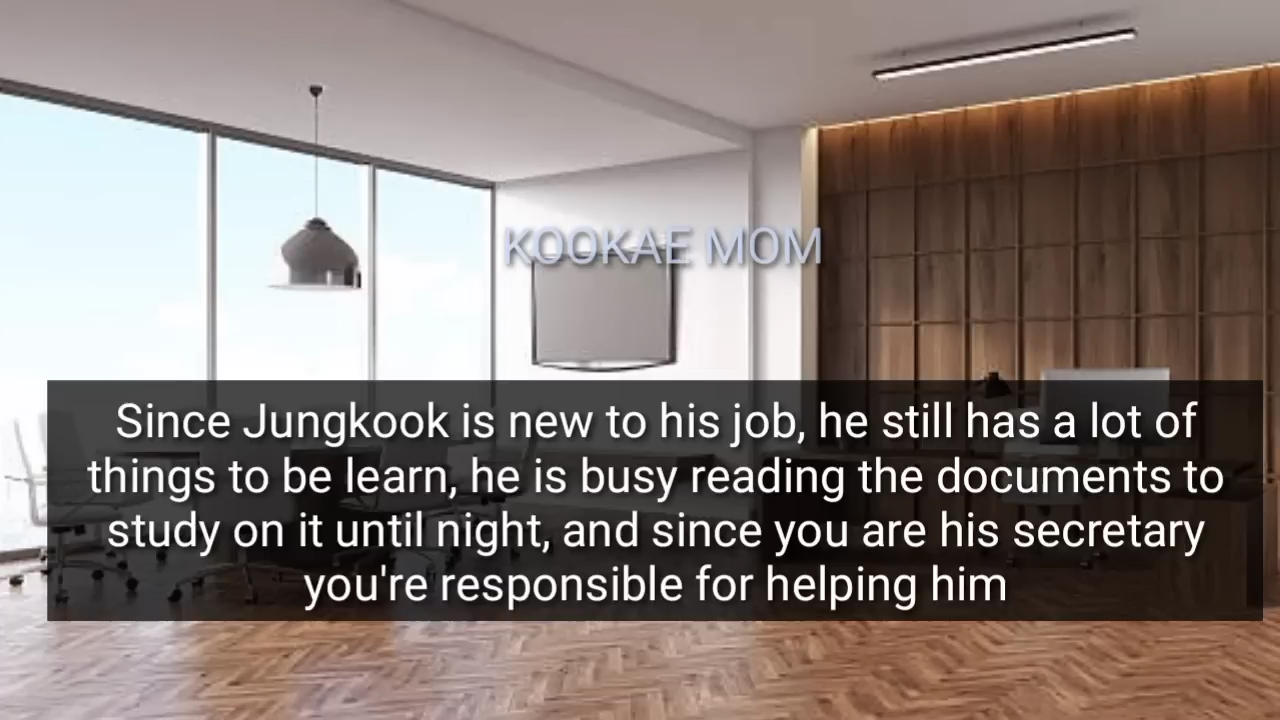 KOOKAE MOM
Since Jungkook is new to his job, he still has a lot of
things to be learn, he is busy reading the documents to
study on it until night, and since you are his secretary
you're responsible for helping him